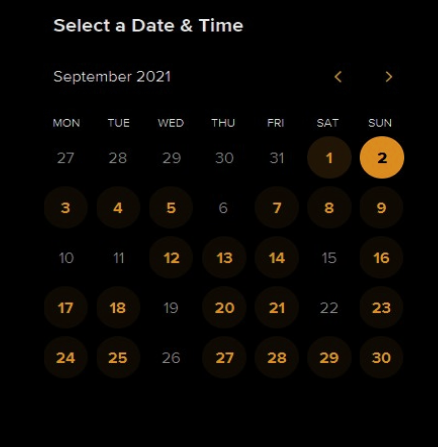 Select a Date & Time
September 2021
MON TUE WED THU FRI SAT SUN
27 28 29 30 31 1 2
3 4 5 6 7 8 9
10 11 12 13 14 15 16
17 18 19 20 21 22 23
24 25 26 27 28 29 30